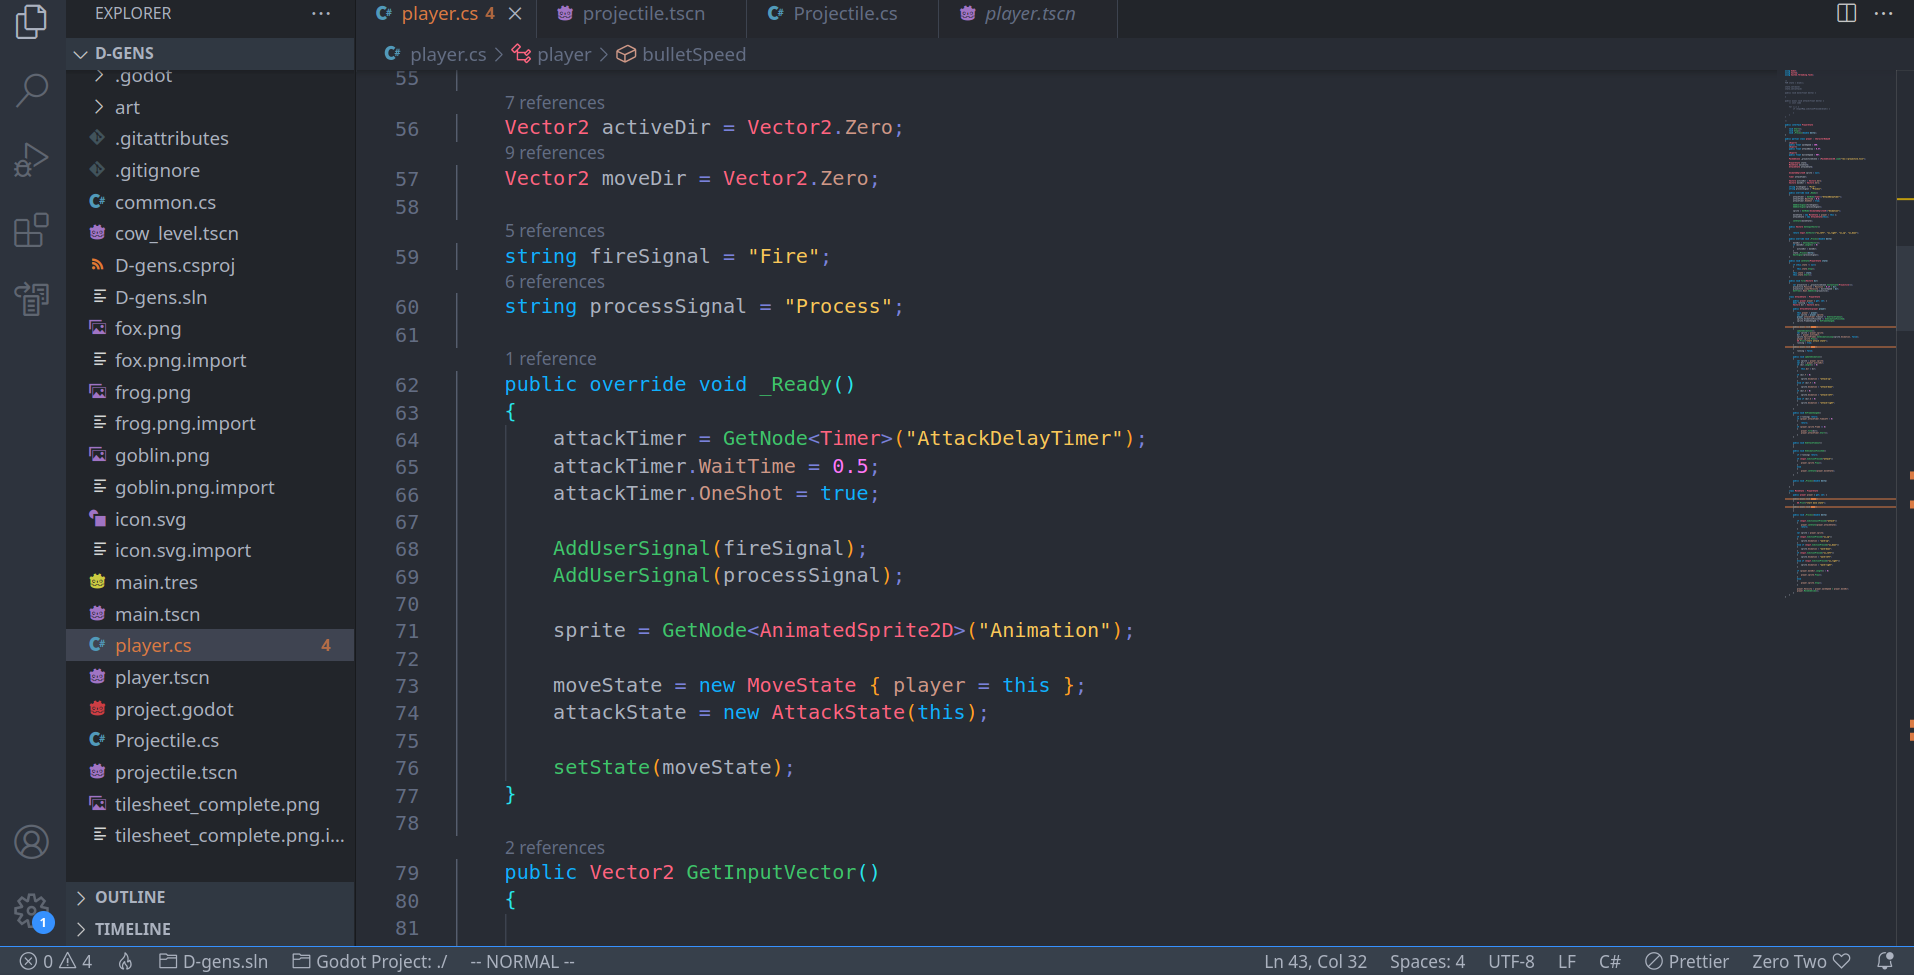 EXPLORER
D-GENS
.godot
art
.gitattributes
.gitignore
common.cs
cow_level.tscn
D-gens.csproj
D-gens.sln
fox.png
fox.png.import
frog.png
frog.png.import
goblin.png
goblin.png.import
icon.svg
icon.svg.import
main.tres
main.tscn
player.cs 4
player.tscn
project.godot
Projectile.cs
projectile.tscn
tilesheet_complete.png
tilesheet_complete.png.i...
OUTLINE
TIMELINE
1
player.cs 4 projectile.tscn Projectile.cs player.tscn
player.cs > player > bulletSpeed
55
7 references
56 Vector2 activeDir = Vector2.Zero;
9 references
57 Vector2 moveDir = Vector2.Zero;
58
5 references
59 string fireSignal = "Fire";
6 references
60 string processSignal = "Process";
61
1 reference
62 public override void _Ready()
63 {
64 attackTimer = GetNode<Timer>("AttackDelayTimer");
65 attackTimer.WaitTime = 0.5;
66 attackTimer.OneShot = true;
67
68 AddUserSignal(fireSignal);
69 AddUserSignal(processSignal);
70
71 sprite = GetNode<AnimatedSprite2D>("Animation");
72
73 moveState = new MoveState { player = this };
74 attackState = new AttackState(this);
75
76 setState(moveState);
77 }
78
2 references
79 public Vector2 GetInputVector()
80 {
81
0 4 D-gens.sln Godot Project: ./ -- NORMAL -- Ln 43, Col 32 Spaces: 4 UTF-8 LF C# Prettier Zero Two